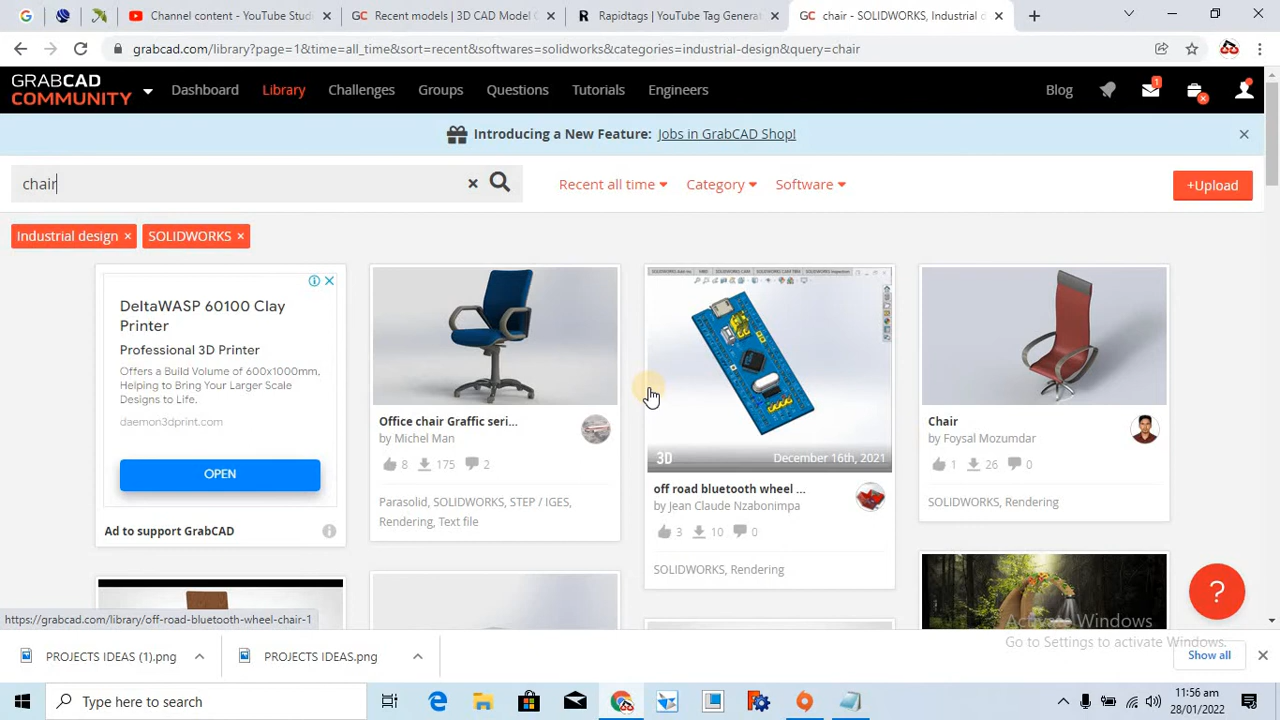 Channel content - YouTube Studi
Recent models | 3D CAD Model C
Rapidtags | YouTube Tag Genera
chair - SOLIDWORKS, Industrial d
grabcad.com/library?page=1&time=all_time&sort=recent&softwares=solidworks&categories=industrial-design&query=chair
GRABCAD
COMMUNITY
Dashboard
Library
Challenges
Groups
Questions
Tutorials
Engineers
Blog
1
Introducing a New Feature: Jobs in GrabCAD Shop!
chair
Recent all time
Category
Software
+Upload
Industrial design ×
SOLIDWORKS ×
DeltaWASP 60100 Clay
Printer
Professional 3D Printer
Offers a Build Volume of 600x1000mm,
Helping to Bring Your Larger Scale
Designs to Life.
daemon3dprint.com
OPEN
Ad to support GrabCAD
Office chair Graffic seri...
by Michel Man
8 175 2
Parasolid, SOLIDWORKS, STEP / IGES,
Rendering, Text file
3D
December 16th, 2021
off road bluetooth wheel ...
by Jean Claude Nzabonimpa
3 10 0
SOLIDWORKS, Rendering
Chair
by Foysal Mozumdar
1 26 0
SOLIDWORKS, Rendering
?
https://grabcad.com/library/off-road-bluetooth-wheel-chair-1
Activate Windows
Go to Settings to activate Windows.
PROJECTS IDEAS (1).png
PROJECTS IDEAS.png
Show all
Type here to search
11:56 am
28/01/2022